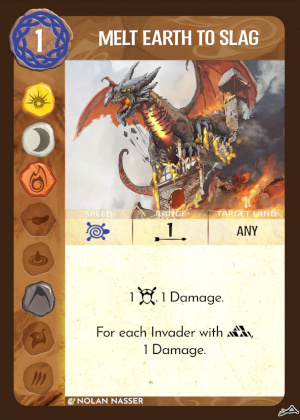 1
MELT EARTH TO SLAG
SPEED
RANGE
TARGET LAND
1
ANY
1 , 1 Damage.
For each Invader with ,
1 Damage.
NOLAN NASSER